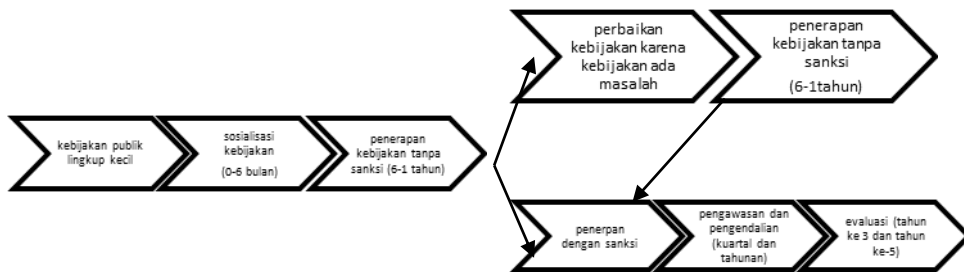 kebijakan publik
lingkup kecil
sosialisasi
kebijakan
(0-6 bulan)
penerapan
kebijakan tanpa
sanksi (6-1 tahun)
perbaikan
kebijakan karena
kebijakan ada
masalah
penerapan
kebijakan tanpa
sanksi
(6-1tahun)
penerpan
dengan sanksi
pengawasan dan
pengendalian
(kuartal dan
tahunan)
evaluasi (tahun
ke 3 dan tahun
ke-5)